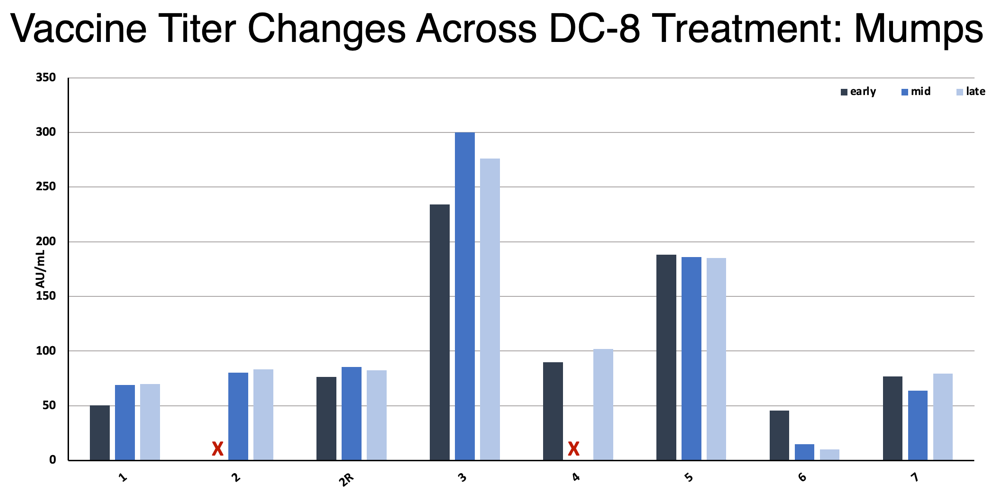 Vaccine Titer Changes Across DC-8 Treatment: Mumps
early mid late
350
300
250
200
150
100
50
0
AU/mL
X X
1 2 2R 3 4 5 6 7